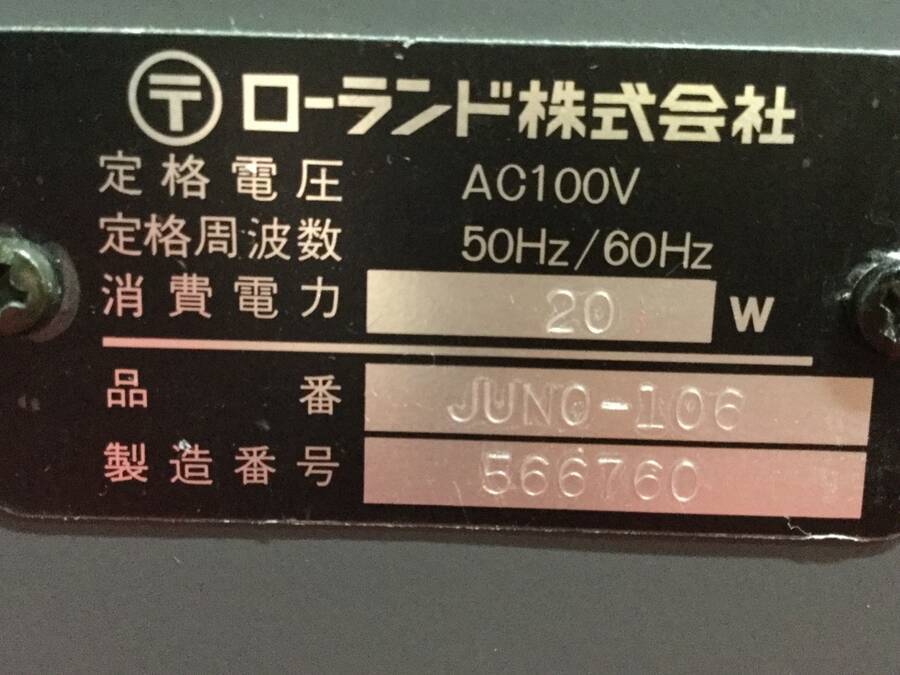 〒 ローランド株式会社
定格電圧 AC100V
定格周波数 50Hz/60Hz
消費電力 20 W
品番 JUNO-106
製造番号 566760